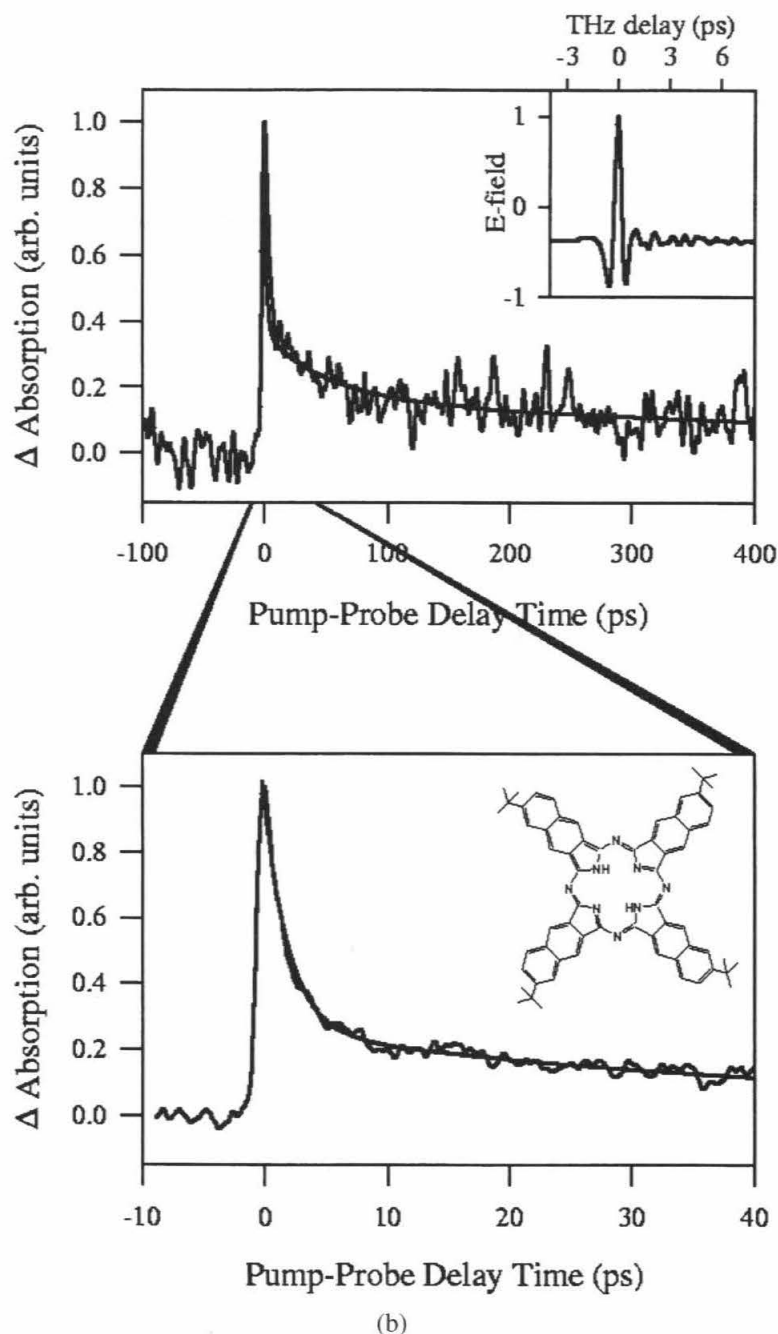 THz delay (ps)
-3 0 3 6
E-field
1
0
-1
Δ Absorption (arb. units)
1.0
0.8
0.6
0.4
0.2
0.0
-100 0 100 200 300 400
Pump-Probe Delay Time (ps)
Δ Absorption (arb. units)
1.0
0.8
0.6
0.4
0.2
0.0
N
NH N
N N
N HN
N
-10 0 10 20 30 40
Pump-Probe Delay Time (ps)
(b)